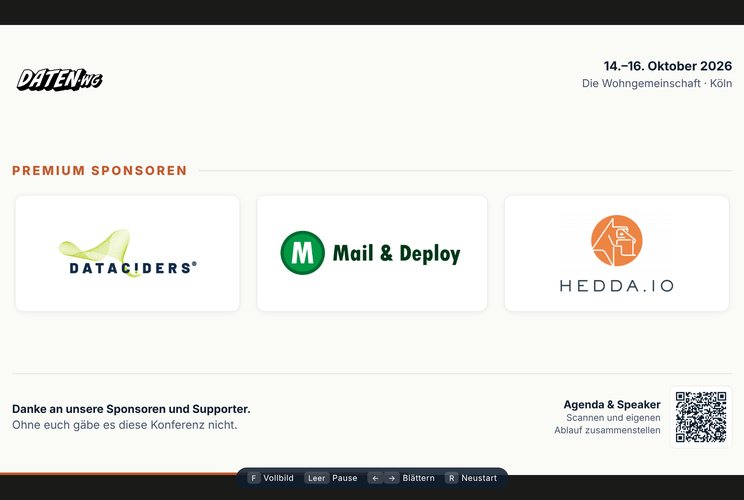 DATEN-WG
14.–16. Oktober 2026
Die Wohngemeinschaft · Köln
PREMIUM SPONSOREN
DATACIDERS®
M Mail & Deploy
HEDDA.IO
Danke an unsere Sponsoren und Supporter.
Ohne euch gäbe es diese Konferenz nicht.
Agenda & Speaker
Scannen und eigenen
Ablauf zusammenstellen
F Vollbild Leer Pause ← → Blättern R Neustart